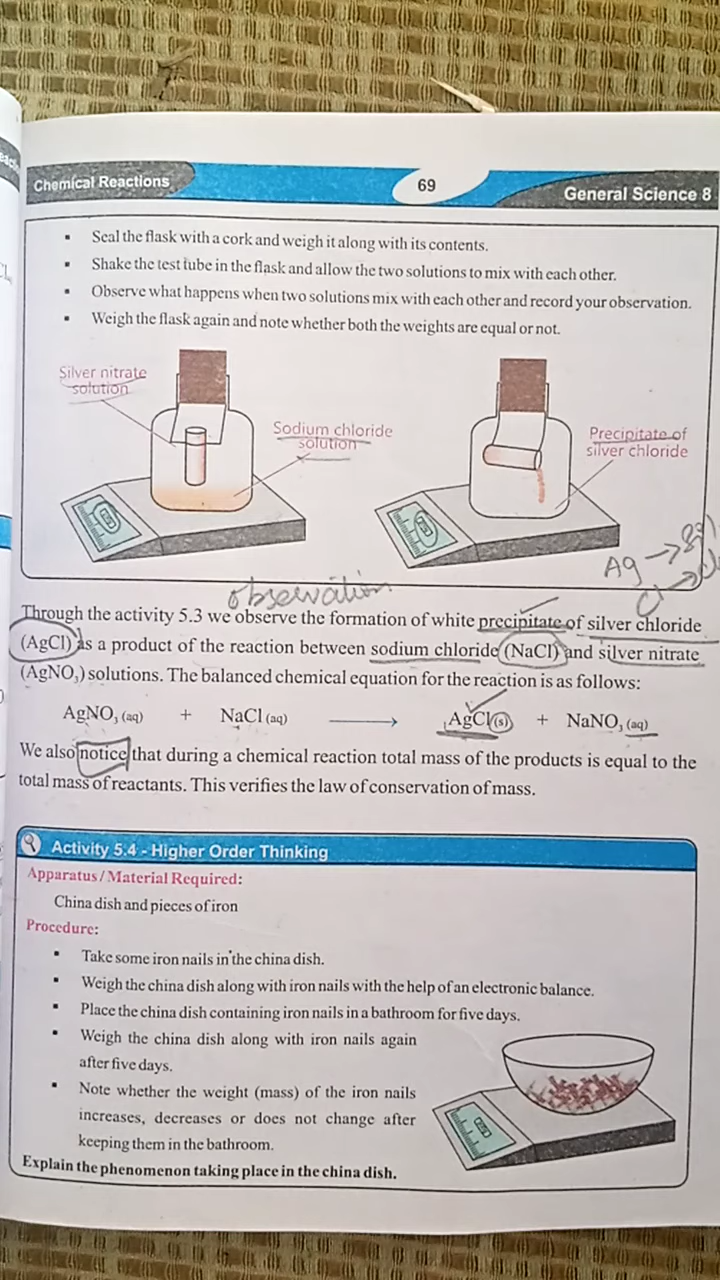 Chemical Reactions
69
General Science 8
▪ Seal the flask with a cork and weigh it along with its contents.
▪ Shake the test tube in the flask and allow the two solutions to mix with each other.
▪ Observe what happens when two solutions mix with each other and record your observation.
▪ Weigh the flask again and note whether both the weights are equal or not.
Silver nitrate
solution
Sodium chloride
solution
Precipitate of
silver chloride
Ag →
Cl →
observation
Through the activity 5.3 we observe the formation of white precipitate of silver chloride
(AgCl) as a product of the reaction between sodium chloride (NaCl) and silver nitrate
(AgNO₃) solutions. The balanced chemical equation for the reaction is as follows:
AgNO₃ (aq) + NaCl (aq) ⟶ AgCl (s) + NaNO₃ (aq)
We also notice that during a chemical reaction total mass of the products is equal to the
total mass of reactants. This verifies the law of conservation of mass.
Activity 5.4 - Higher Order Thinking
Apparatus / Material Required:
China dish and pieces of iron
Procedure:
▪ Take some iron nails in the china dish.
▪ Weigh the china dish along with iron nails with the help of an electronic balance.
▪ Place the china dish containing iron nails in a bathroom for five days.
▪ Weigh the china dish along with iron nails again
after five days.
▪ Note whether the weight (mass) of the iron nails
increases, decreases or does not change after
keeping them in the bathroom.
Explain the phenomenon taking place in the china dish.